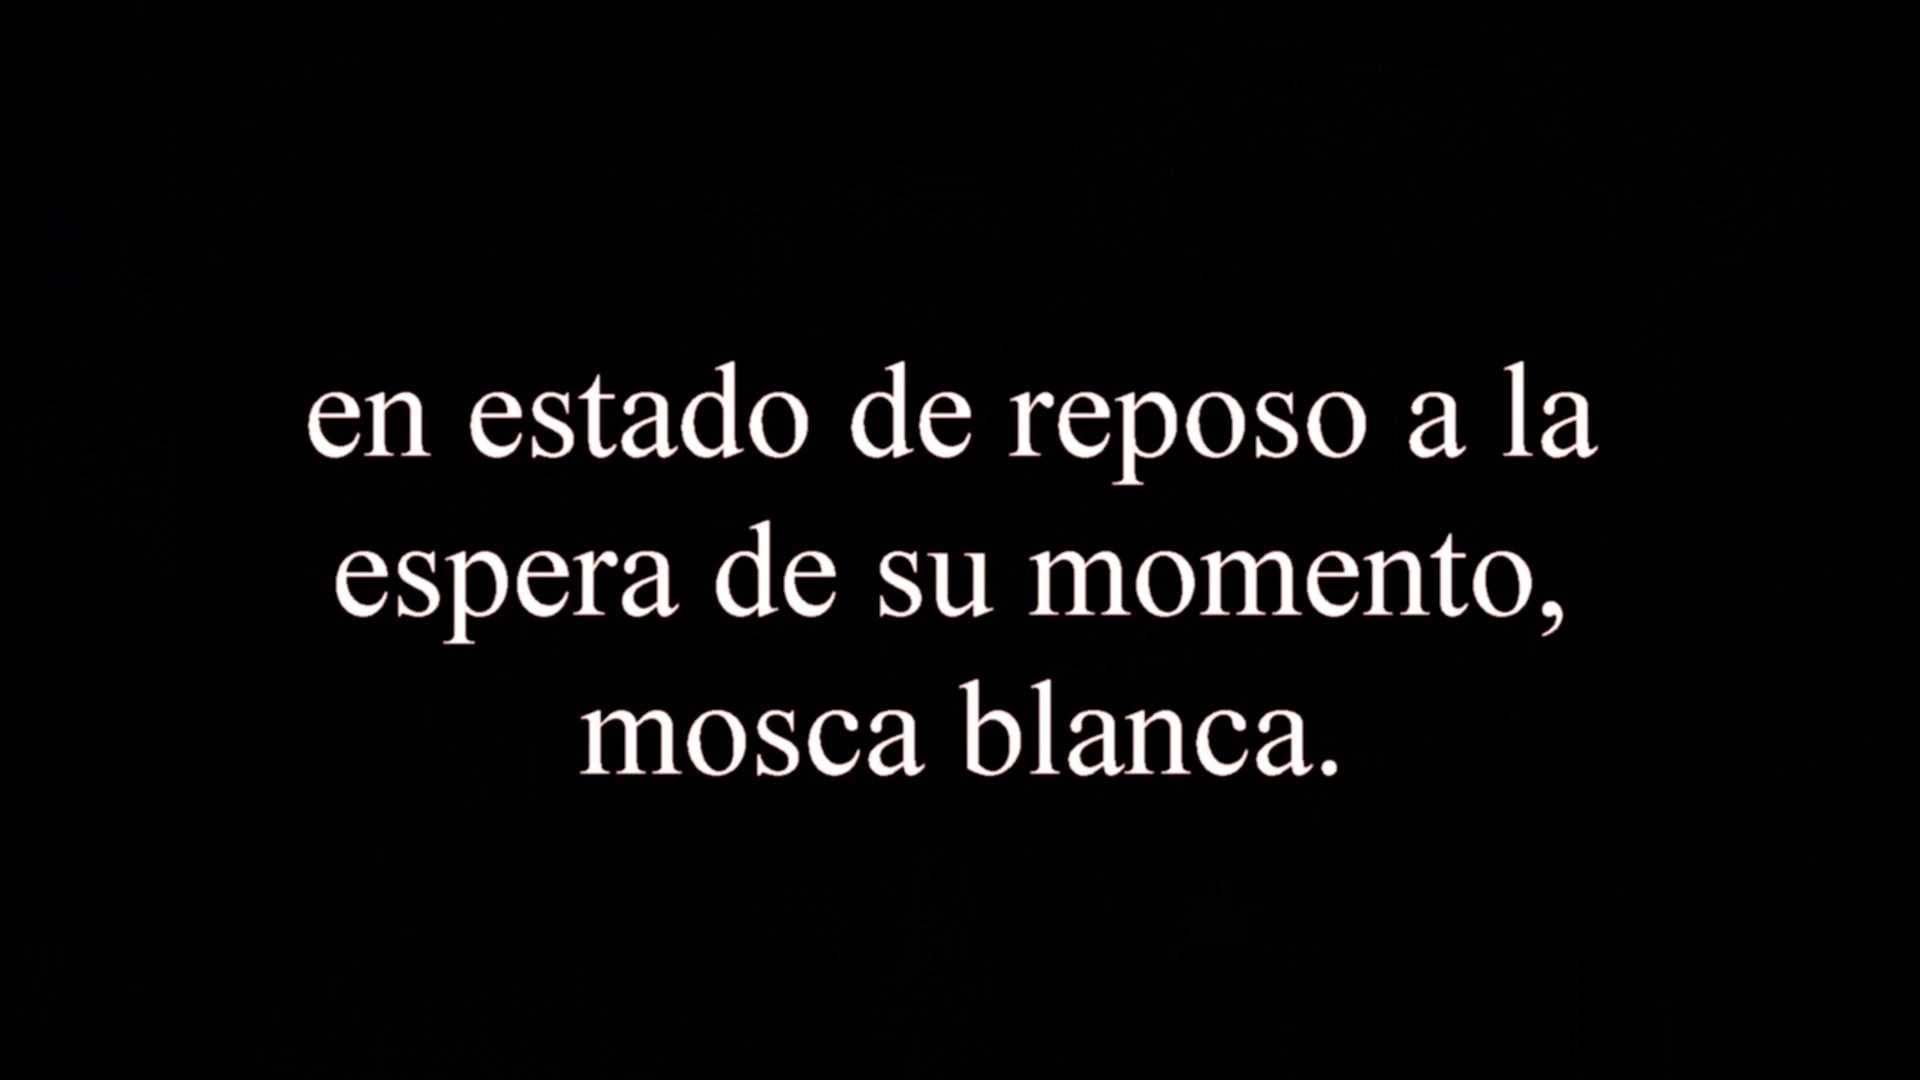 en estado de reposo a la
espera de su momento,
mosca blanca.